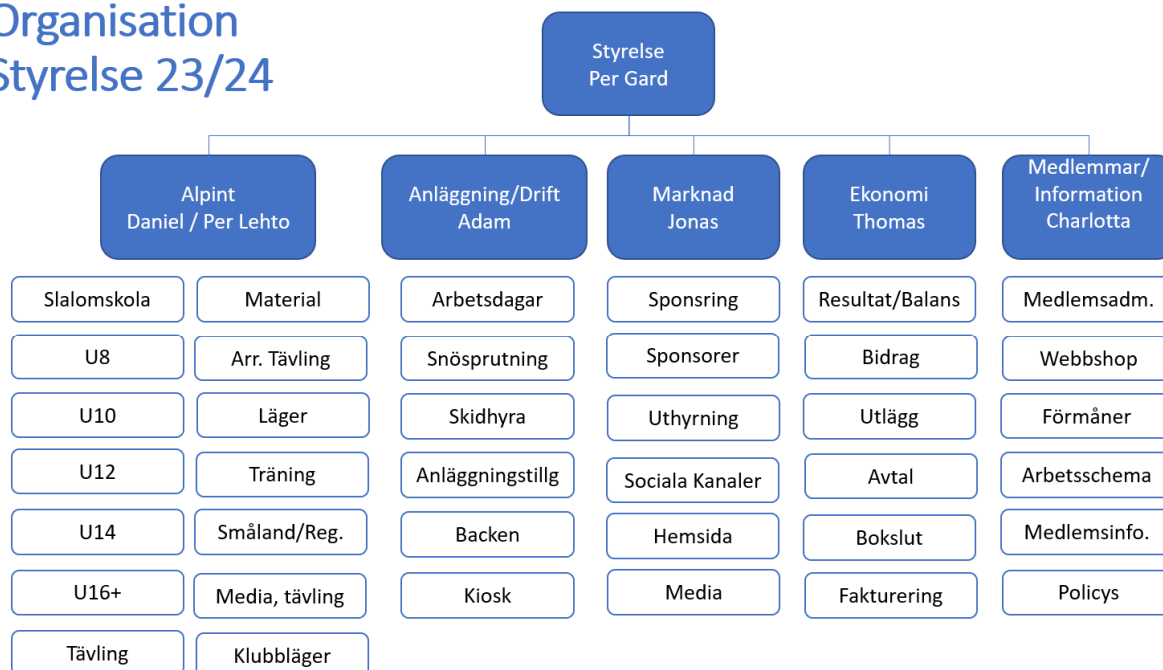 Organisation
Styrelse 23/24
Styrelse
Per Gard
Alpint
Daniel / Per Lehto
Anläggning/Drift
Adam
Marknad
Jonas
Ekonomi
Thomas
Medlemmar/
Information
Charlotta
Slalomskola
Material
Arbetsdagar
Sponsring
Resultat/Balans
Medlemsadm.
U8
Arr. Tävling
Snösprutning
Sponsorer
Bidrag
Webbshop
U10
Läger
Skidhyra
Uthyrning
Utlägg
Förmåner
U12
Träning
Anläggningstillg
Sociala Kanaler
Avtal
Arbetsschema
U14
Småland/Reg.
Backen
Hemsida
Bokslut
Medlemsinfo.
U16+
Media, tävling
Kiosk
Media
Fakturering
Policys
Tävling
Klubbläger